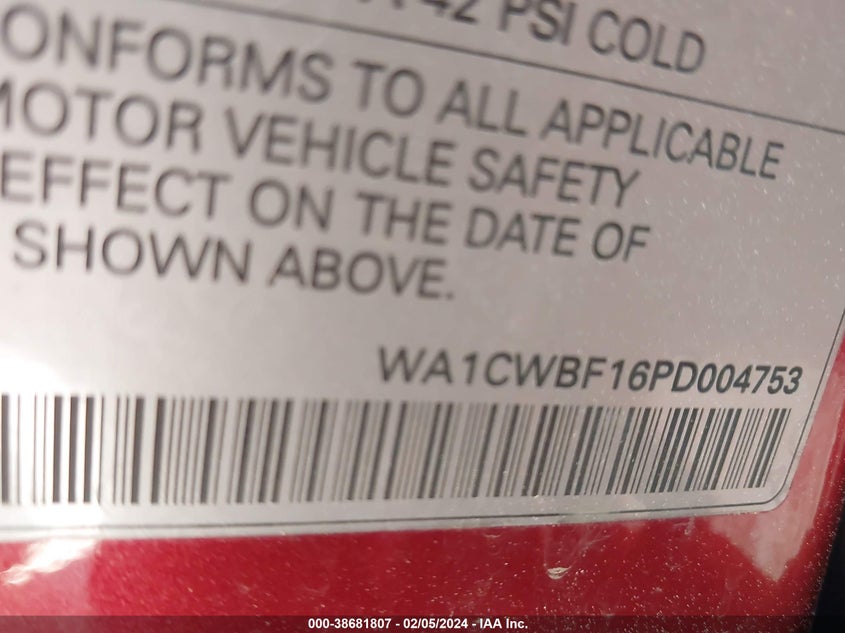 42 PSI COLD
ONFORMS TO ALL APPLICABLE
MOTOR VEHICLE SAFETY
EFFECT ON THE DATE OF
SHOWN ABOVE.
WA1CWBF16PD004753
000-38681807 - 02/05/2024 - IAA Inc.